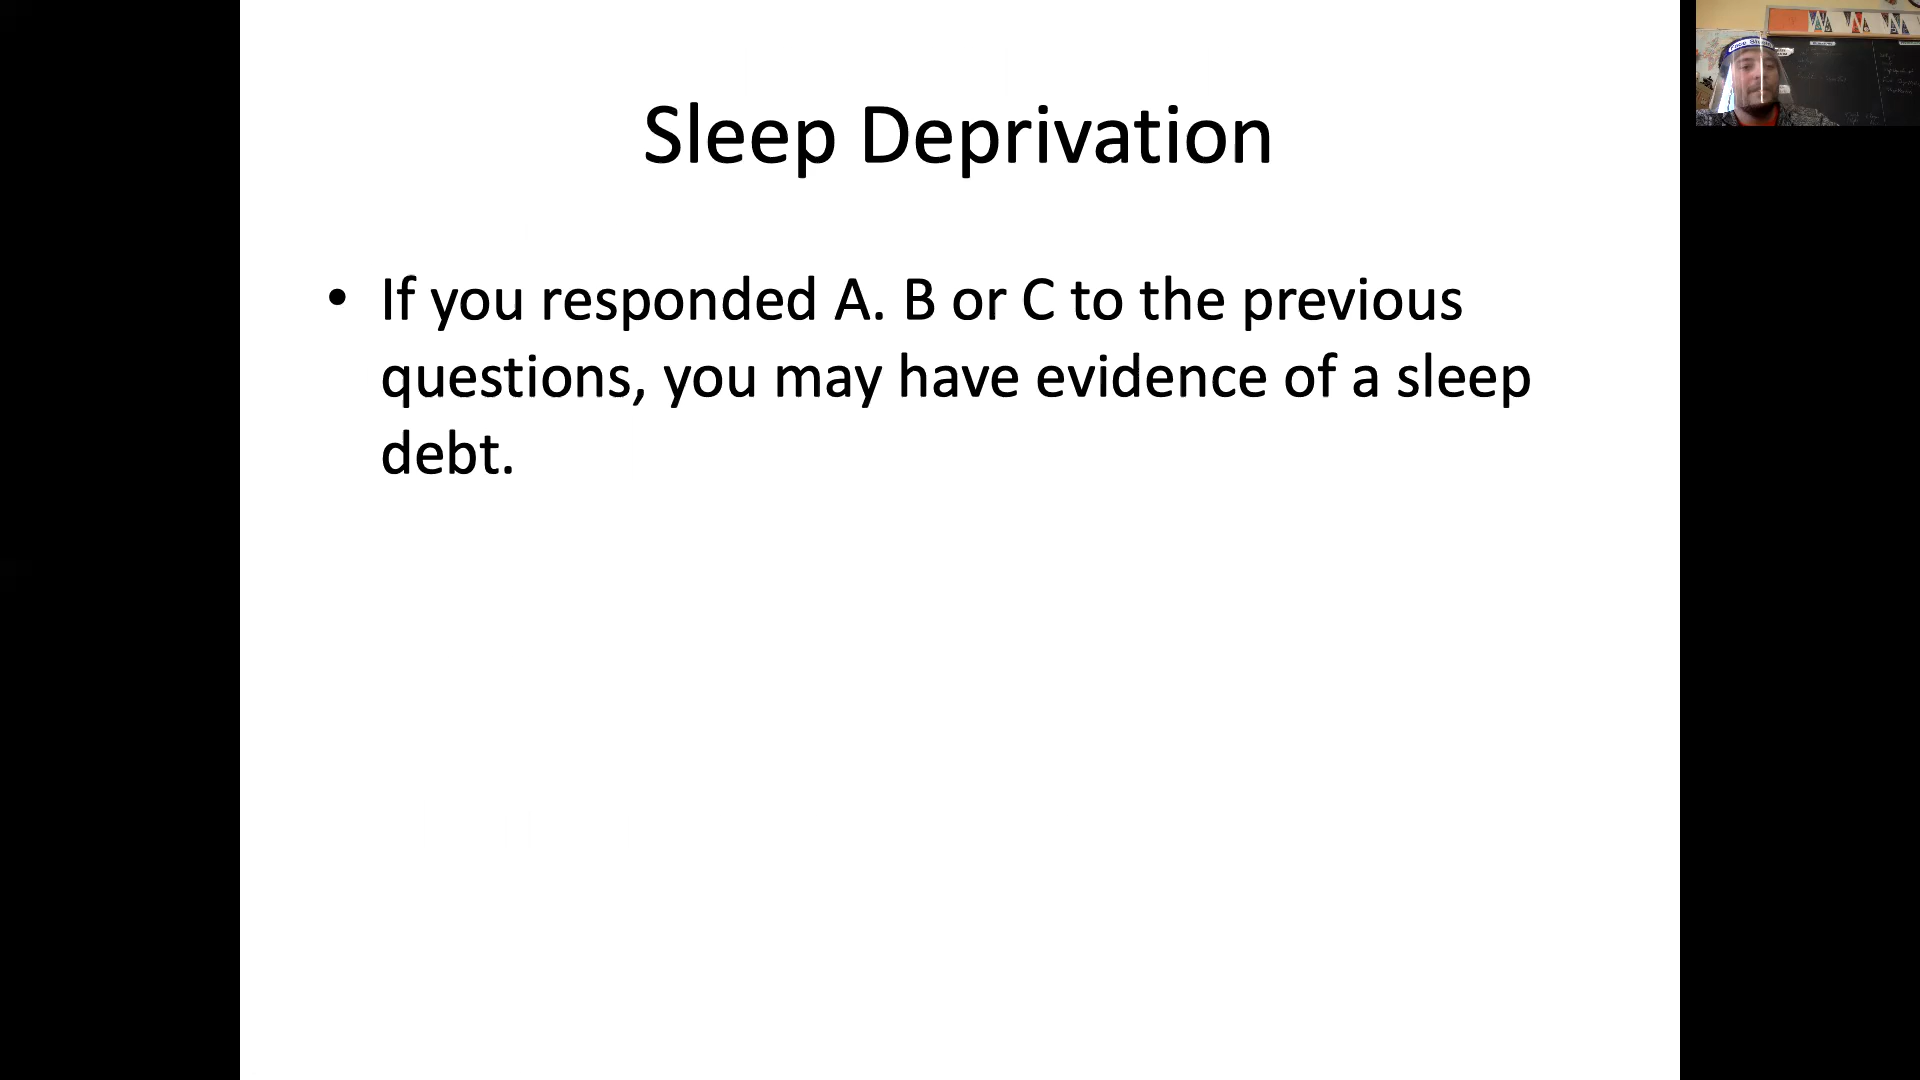 Sleep Deprivation
• If you responded A. B or C to the previous
questions, you may have evidence of a sleep
debt.